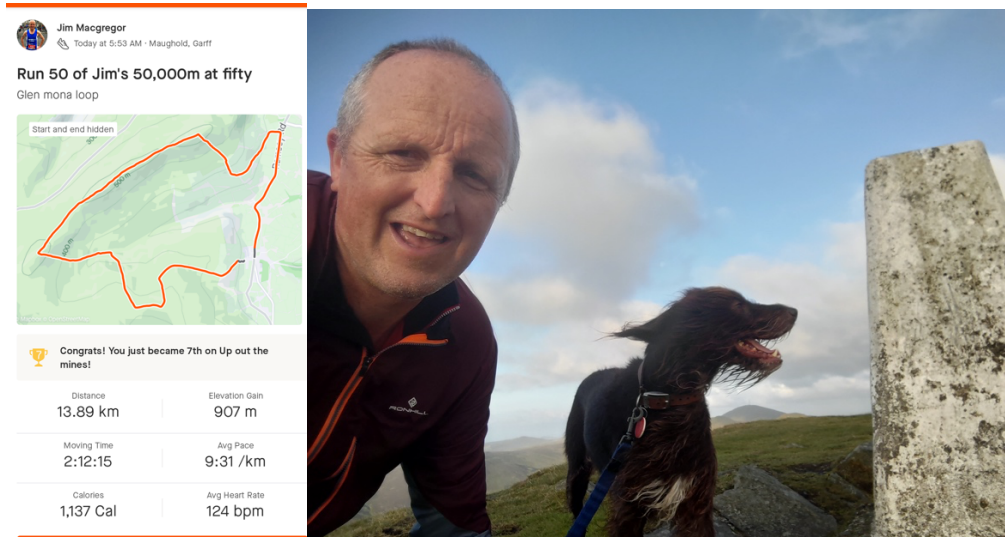 Jim Macgregor
Today at 5:53 AM · Maughold, Garff
Run 50 of Jim's 50,000m at fifty
Glen mona loop
Start and end hidden
500 m
400 m
Congrats! You just became 7th on Up out the
mines!
Distance
13.89 km
Elevation Gain
907 m
Moving Time
2:12:15
Avg Pace
9:31 /km
Calories
1,137 Cal
Avg Heart Rate
124 bpm
RONHILL